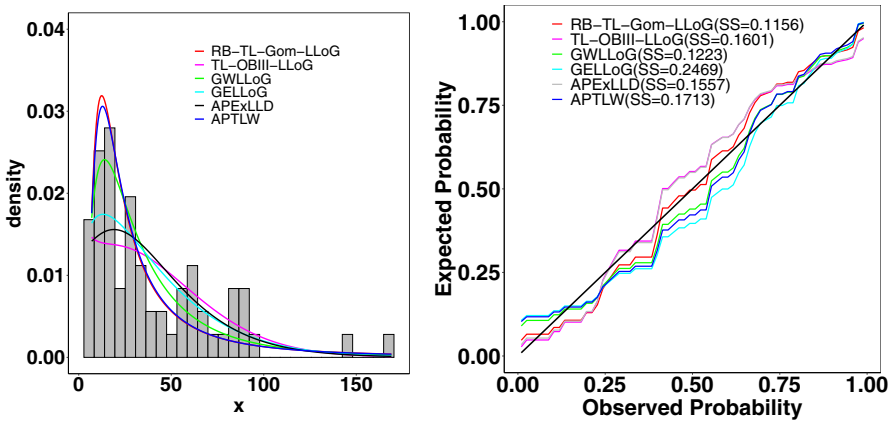 0.04
0.03
0.02
0.01
0.00
density
RB−TL−Gom−LLoG
TL−OBIII−LLoG
GWLLoG
GELLoG
APExLLD
APTLW
0
50
100
150
x
1.00
0.75
0.50
0.25
0.00
Expected Probability
RB−TL−Gom−LLoG(SS=0.1156)
TL−OBIII−LLoG(SS=0.1601)
GWLLoG(SS=0.1223)
GELLoG(SS=0.2469)
APExLLD(SS=0.1557)
APTLW(SS=0.1713)
0.00
0.25
0.50
0.75
1.00
Observed Probability